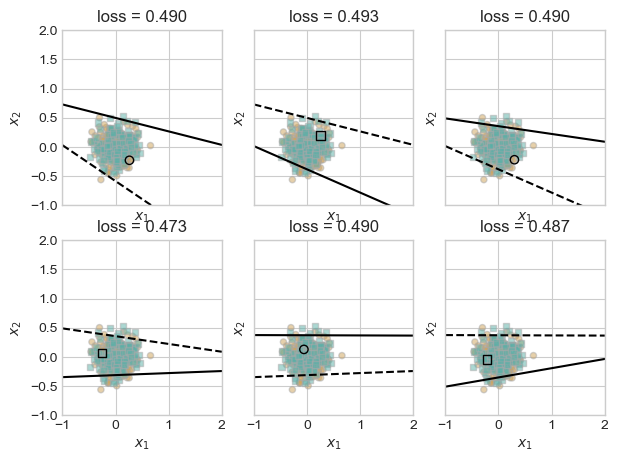 loss = 0.490 loss = 0.493 loss = 0.490
2.0
1.5
1.0
0.5
0.0
−0.5
−1.0
x₂ x₂ x₂
x₁ x₁ x₁
loss = 0.473 loss = 0.490 loss = 0.487
2.0
1.5
1.0
0.5
0.0
−0.5
−1.0
x₂ x₂ x₂
−1 0 1 2 −1 0 1 2 −1 0 1 2
x₁ x₁ x₁